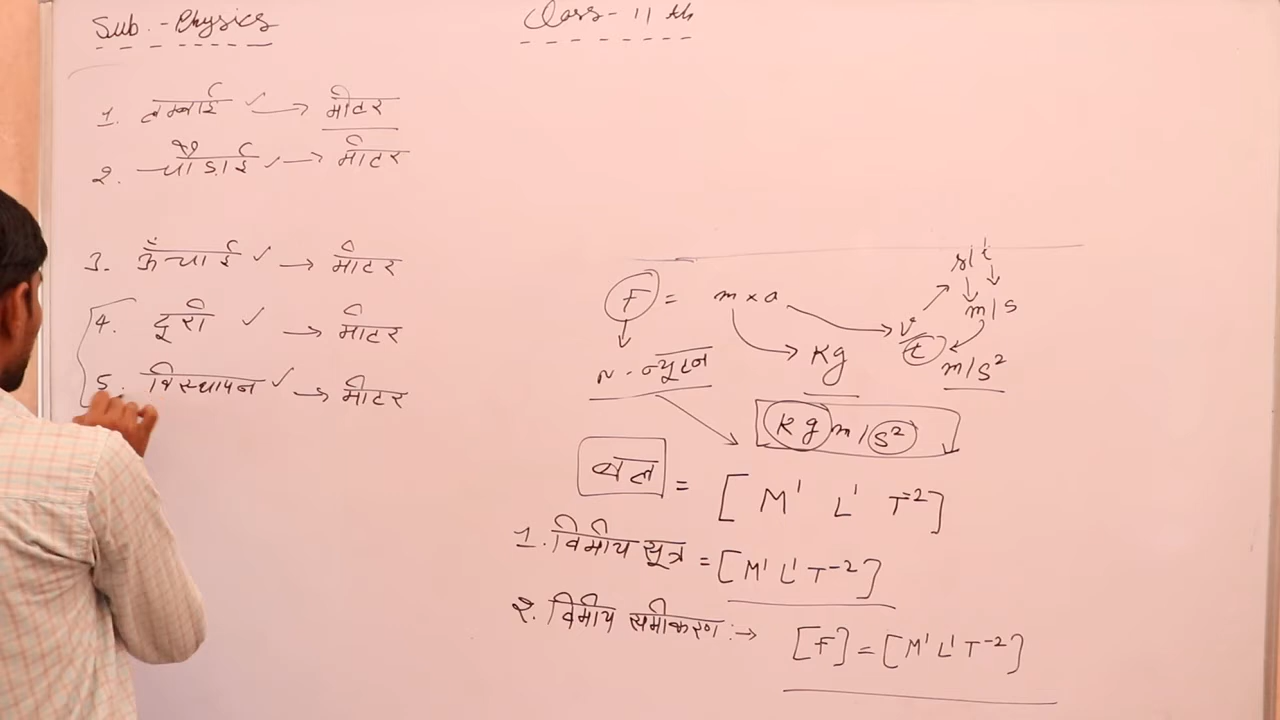 Sub. - Physics
Class - 11 th
1. लम्बाई ✓ → मीटर
2. चौड़ाई ✓ → मीटर
3. ऊँचाई ✓ → मीटर
4. दूरी ✓ → मीटर
5. विस्थापन ✓ → मीटर
s/t
m/s
F = m × a
v/t
Kg
m/s²
N - न्यूटन
Kg m/s²
बल = [M¹ L¹ T⁻²]
1. विमीय सूत्र = [M¹ L¹ T⁻²]
2. विमीय समीकरण :→ [F] = [M¹ L¹ T⁻²]